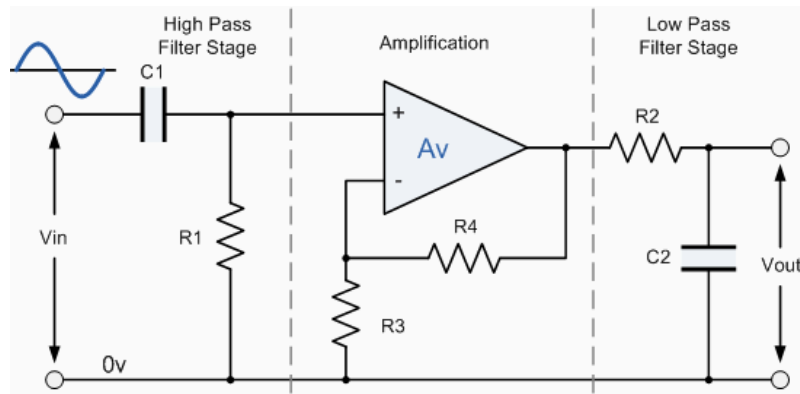 High Pass
Filter Stage
Amplification
Low Pass
Filter Stage
C1
R2
+
Av
-
Vin
R1
R4
C2
Vout
R3
0v